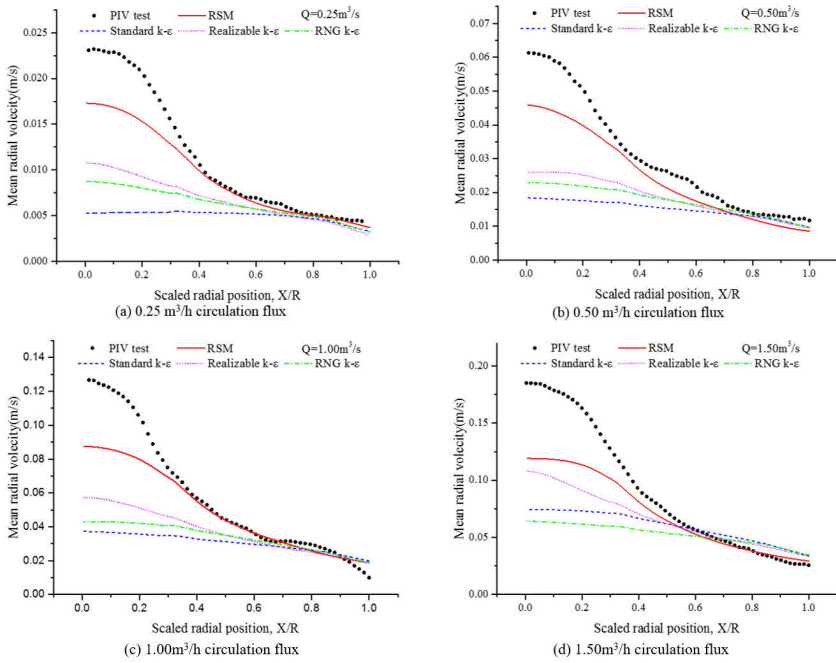 PIV test RSM Q=0.25m³/s
Standard k-ε Realizable k-ε RNG k-ε
0.025
0.020
0.015
0.010
0.005
0.000
Mean radial volecity(m/s)
0.0 0.2 0.4 0.6 0.8 1.0
Scaled radial position, X/R
(a) 0.25 m³/h circulation flux
PIV test RSM Q=0.50m³/s
Standard k-ε Realizable k-ε RNG k-ε
0.07
0.06
0.05
0.04
0.03
0.02
0.01
0.00
Mean radial volecity(m/s)
0.0 0.2 0.4 0.6 0.8 1.0
Scaled radial position, X/R
(b) 0.50 m³/h circulation flux
PIV test RSM Q=1.00m³/s
Standard k-ε Realizable k-ε RNG k-ε
0.14
0.12
0.10
0.08
0.06
0.04
0.02
0.00
Mean radial volecity(m/s)
0.0 0.2 0.4 0.6 0.8 1.0
Scaled radial position, X/R
(c) 1.00m³/h circulation flux
PIV test RSM Q=1.50m³/s
Standard k-ε Realizable k-ε RNG k-ε
0.20
0.15
0.10
0.05
0.00
Mean radial volecity(m/s)
0.0 0.2 0.4 0.6 0.8 1.0
Scaled radial position, X/R
(d) 1.50m³/h circulation flux